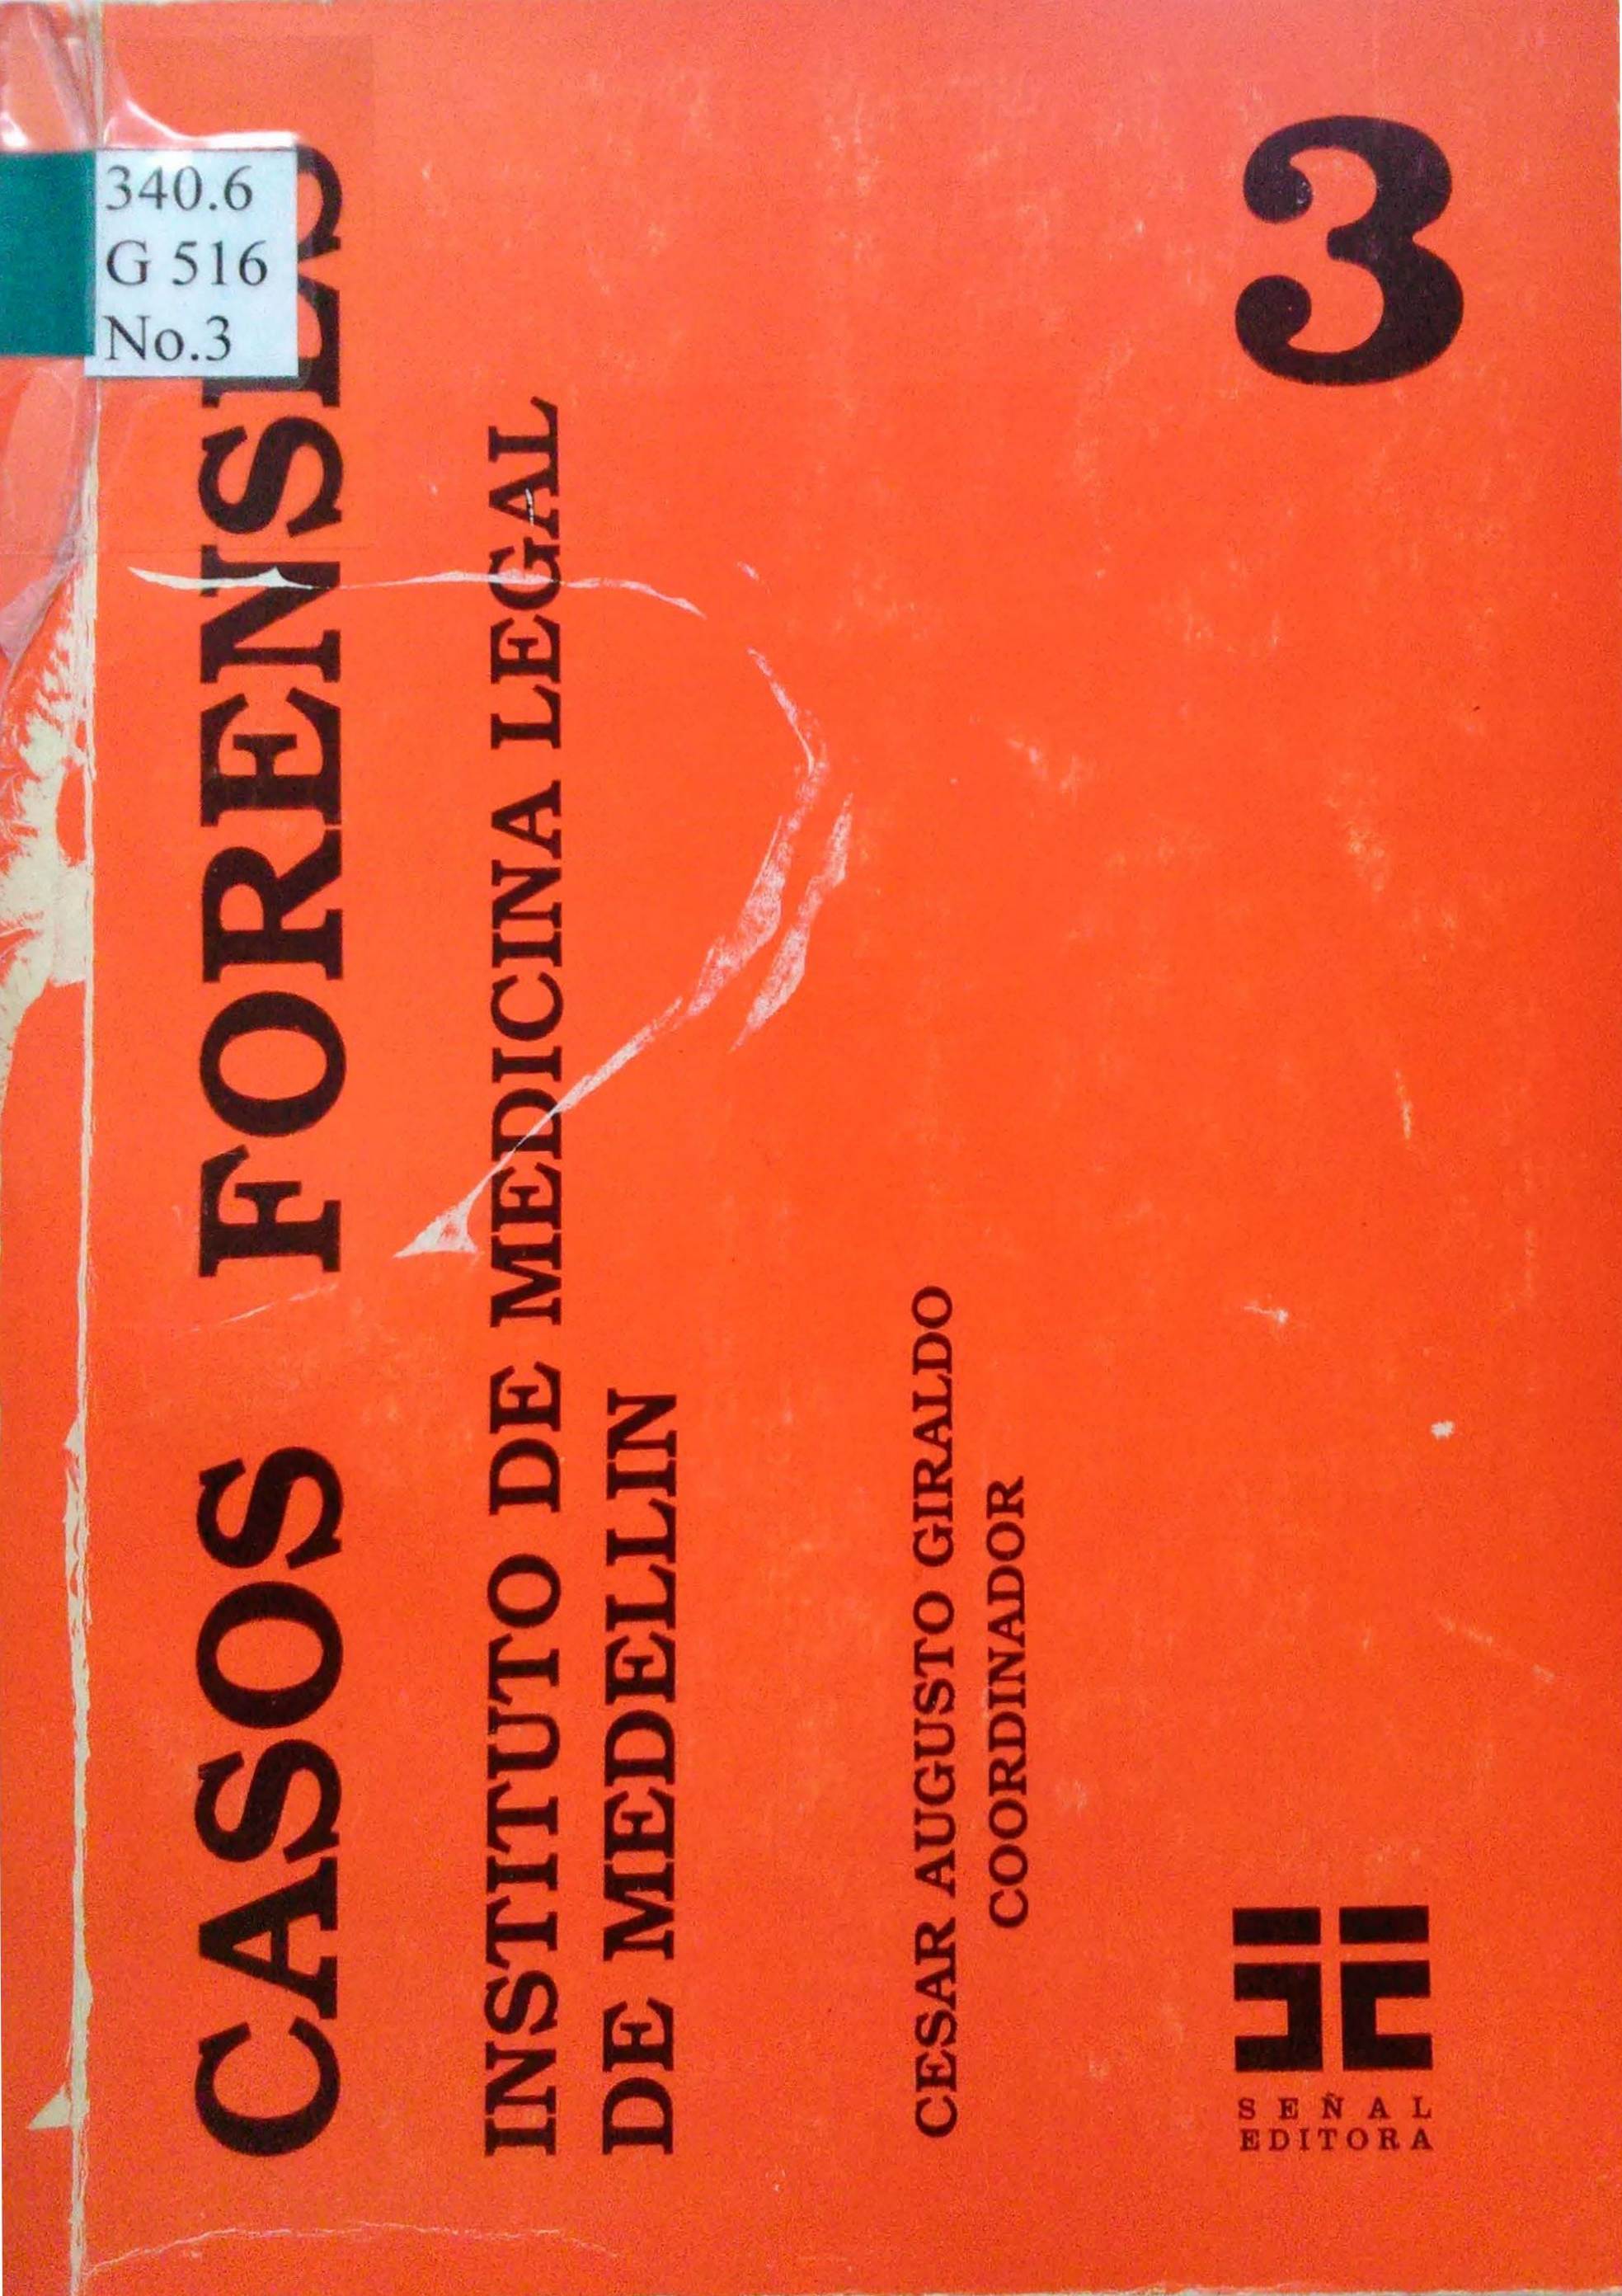 340.6
G 516
No.3
CASOS FORENSES
INSTITUTO DE MEDICINA LEGAL
DE MEDELLIN
CESAR AUGUSTO GIRALDO
COORDINADOR
3
SEÑAL
EDITORA